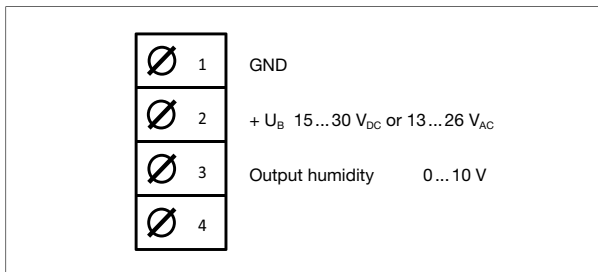 1 GND
2 + U_B 15...30 V_DC or 13...26 V_AC
3 Output humidity 0...10 V
4